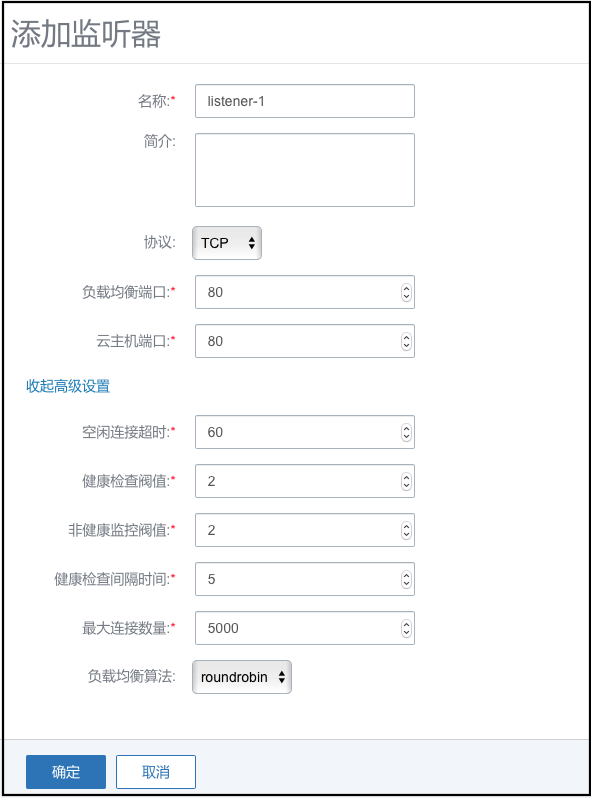 添加监听器
名称:* listener-1
简介:
协议: TCP
负载均衡端口:* 80
云主机端口:* 80
收起高级设置
空闲连接超时:* 60
健康检查阀值:* 2
非健康监控阀值:* 2
健康检查间隔时间:* 5
最大连接数量:* 5000
负载均衡算法: roundrobin
确定 取消